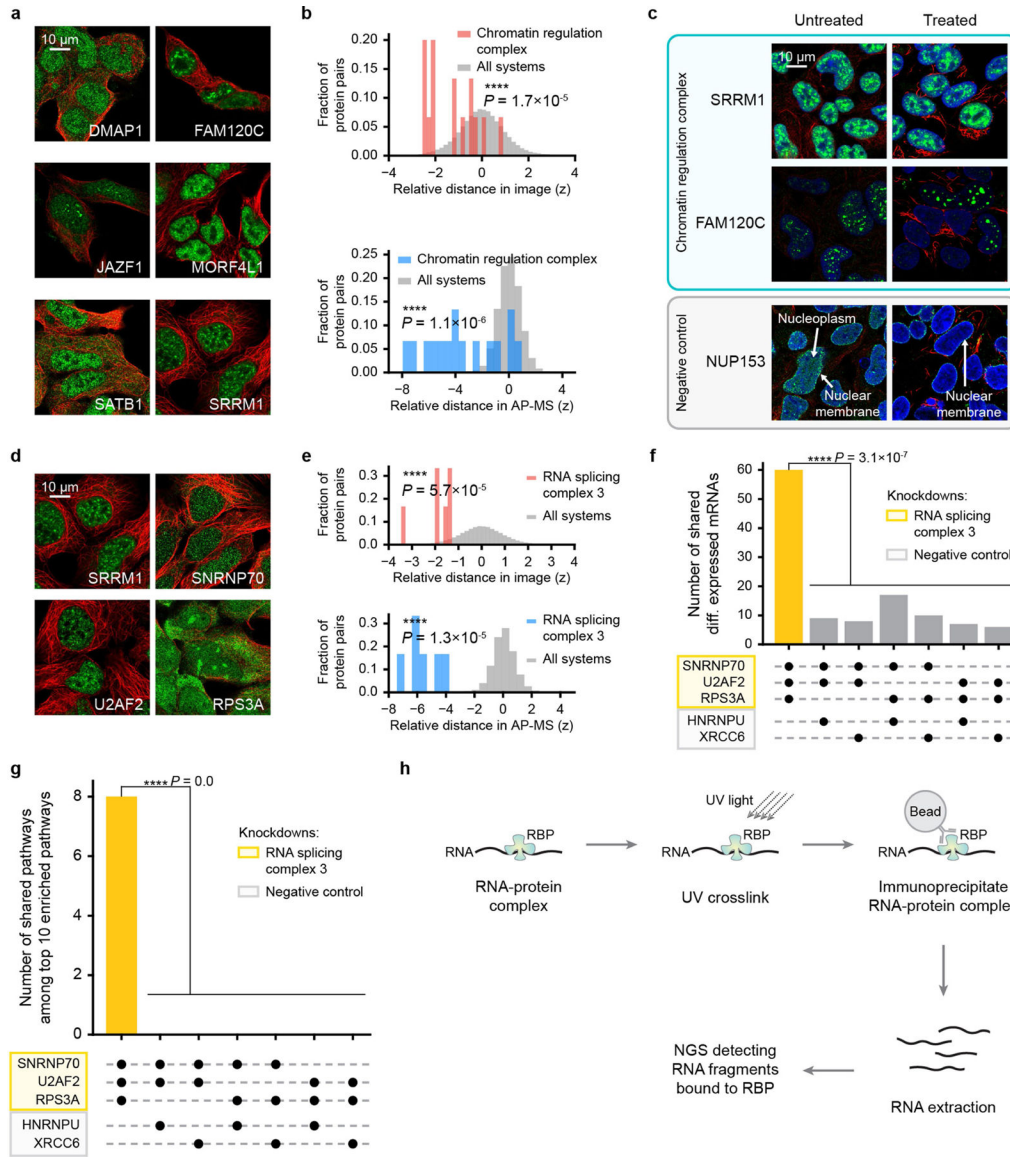 a
10 µm
DMAP1
FAM120C
JAZF1
MORF4L1
SATB1
SRRM1
b
Fraction of
protein pairs
0.20
0.15
0.10
0.05
0.00
Chromatin regulation
complex
All systems
****
P = 1.7×10⁻⁵
−4 −2 0 2 4
Relative distance in image (z)
Fraction of
protein pairs
0.25
0.20
0.15
0.10
0.05
0.00
Chromatin regulation complex
All systems
****
P = 1.1×10⁻⁶
−8 −4 0 4
Relative distance in AP-MS (z)
c
Untreated Treated
Chromatin regulation complex
SRRM1
10 µm
FAM120C
Negative control
NUP153
Nucleoplasm
Nuclear
membrane
Nuclear
membrane
d
10 µm
SRRM1
SNRNP70
U2AF2
RPS3A
e
Fraction of
protein pairs
0.3
0.2
0.1
0
****
P = 5.7×10⁻⁵
RNA splicing
complex 3
All systems
−4 −3 −2 −1 0 1 2 3 4
Relative distance in image (z)
Fraction of
protein pairs
0.3
0.2
0.1
0.0
****
P = 1.3×10⁻⁵
RNA splicing
complex 3
All systems
−8 −6 −4 −2 0 2 4
Relative distance in AP-MS (z)
f
Number of shared
diff. expressed mRNAs
60
50
40
30
20
10
0
**** P = 3.1×10⁻⁷
Knockdowns:
RNA splicing
complex 3
Negative control
SNRNP70
U2AF2
RPS3A
HNRNPU
XRCC6
g
Number of shared pathways
among top 10 enriched pathways
8
6
4
2
0
**** P = 0.0
Knockdowns:
RNA splicing
complex 3
Negative control
SNRNP70
U2AF2
RPS3A
HNRNPU
XRCC6
h
RNA
RBP
RNA-protein
complex
UV light
RNA
RBP
UV crosslink
Bead
RNA
RBP
Immunoprecipitate
RNA-protein comple
RNA extraction
NGS detecting
RNA fragments
bound to RBP